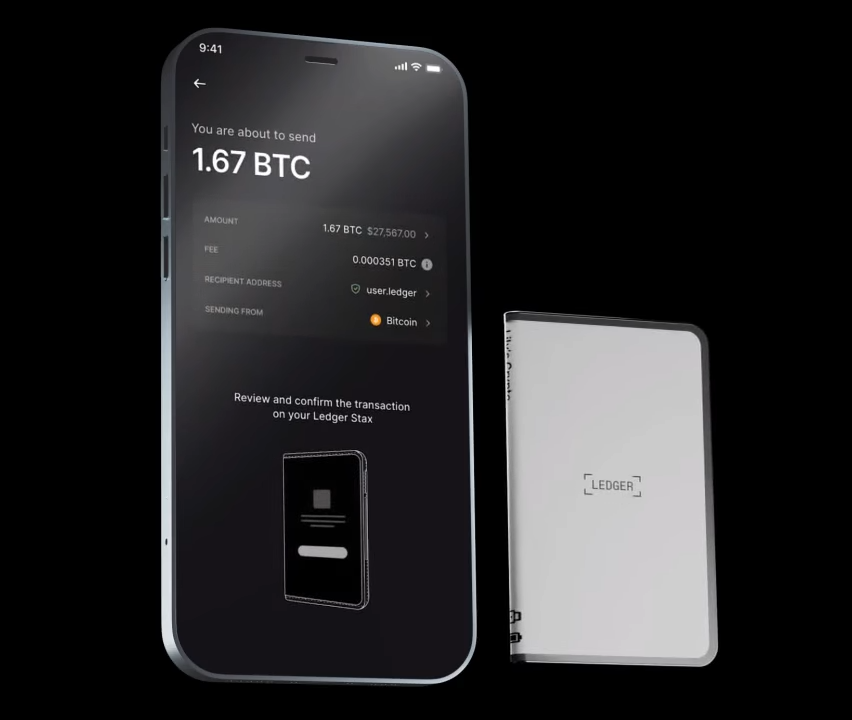 9:41
You are about to send
1.67 BTC
AMOUNT
1.67 BTC $27,567.00
FEE
0.000351 BTC
RECIPIENT ADDRESS
user.ledger
SENDING FROM
Bitcoin
Review and confirm the transaction
on your Ledger Stax
LEDGER